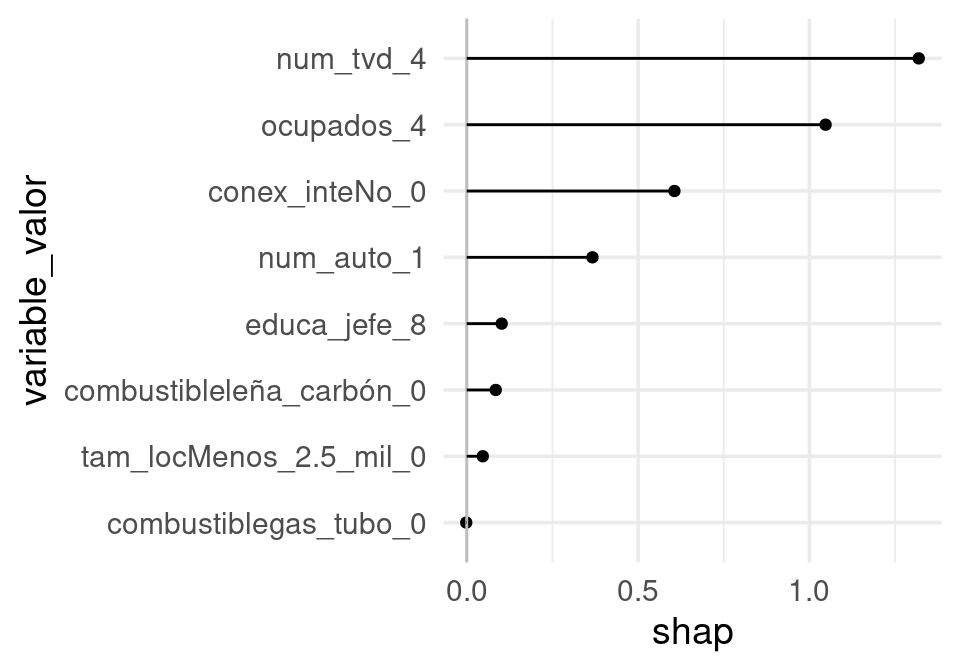 variable_valor
num_tvd_4
ocupados_4
conex_inteNo_0
num_auto_1
educa_jefe_8
combustibleleña_carbón_0
tam_locMenos_2.5_mil_0
combustiblegas_tubo_0
0.0 0.5 1.0
shap